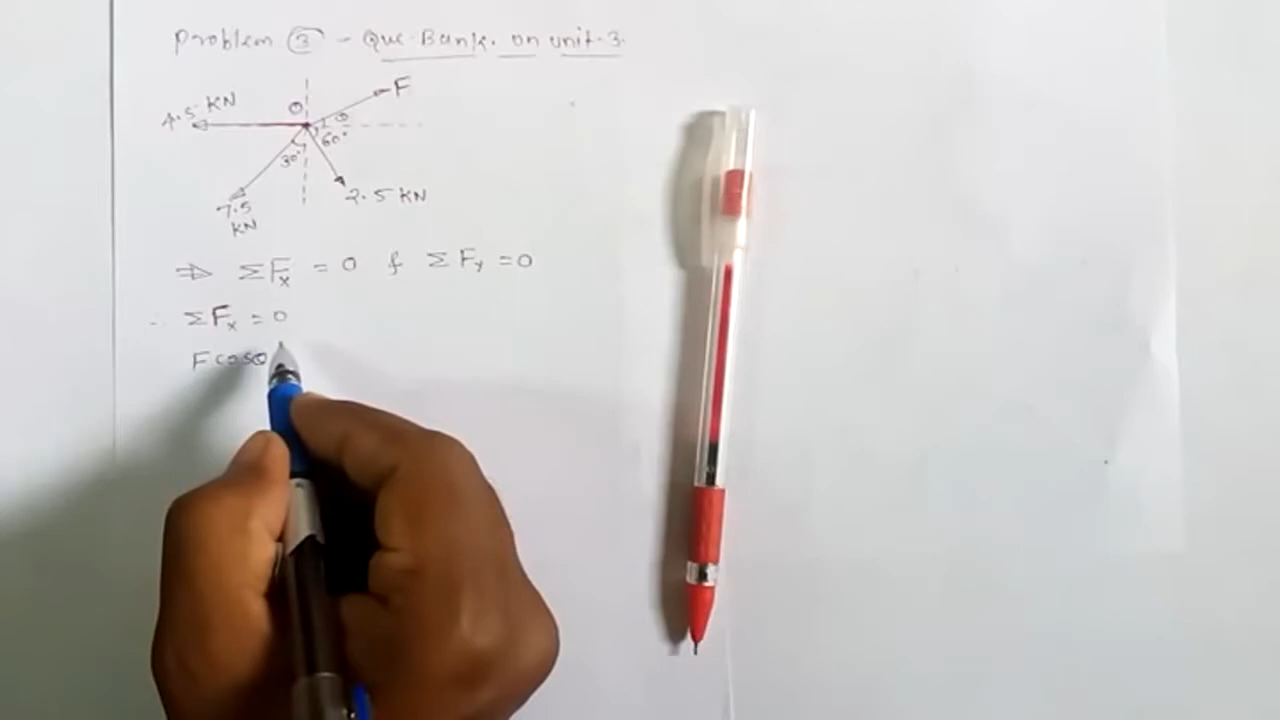 Problem ③ - Que. Bank. on unit-3.
F
4.5 KN
θ
θ
60°
30°
2.5 KN
7.5
KN
⇒ ΣFx = 0 & ΣFy = 0
∴ ΣFx = 0
F cosθ